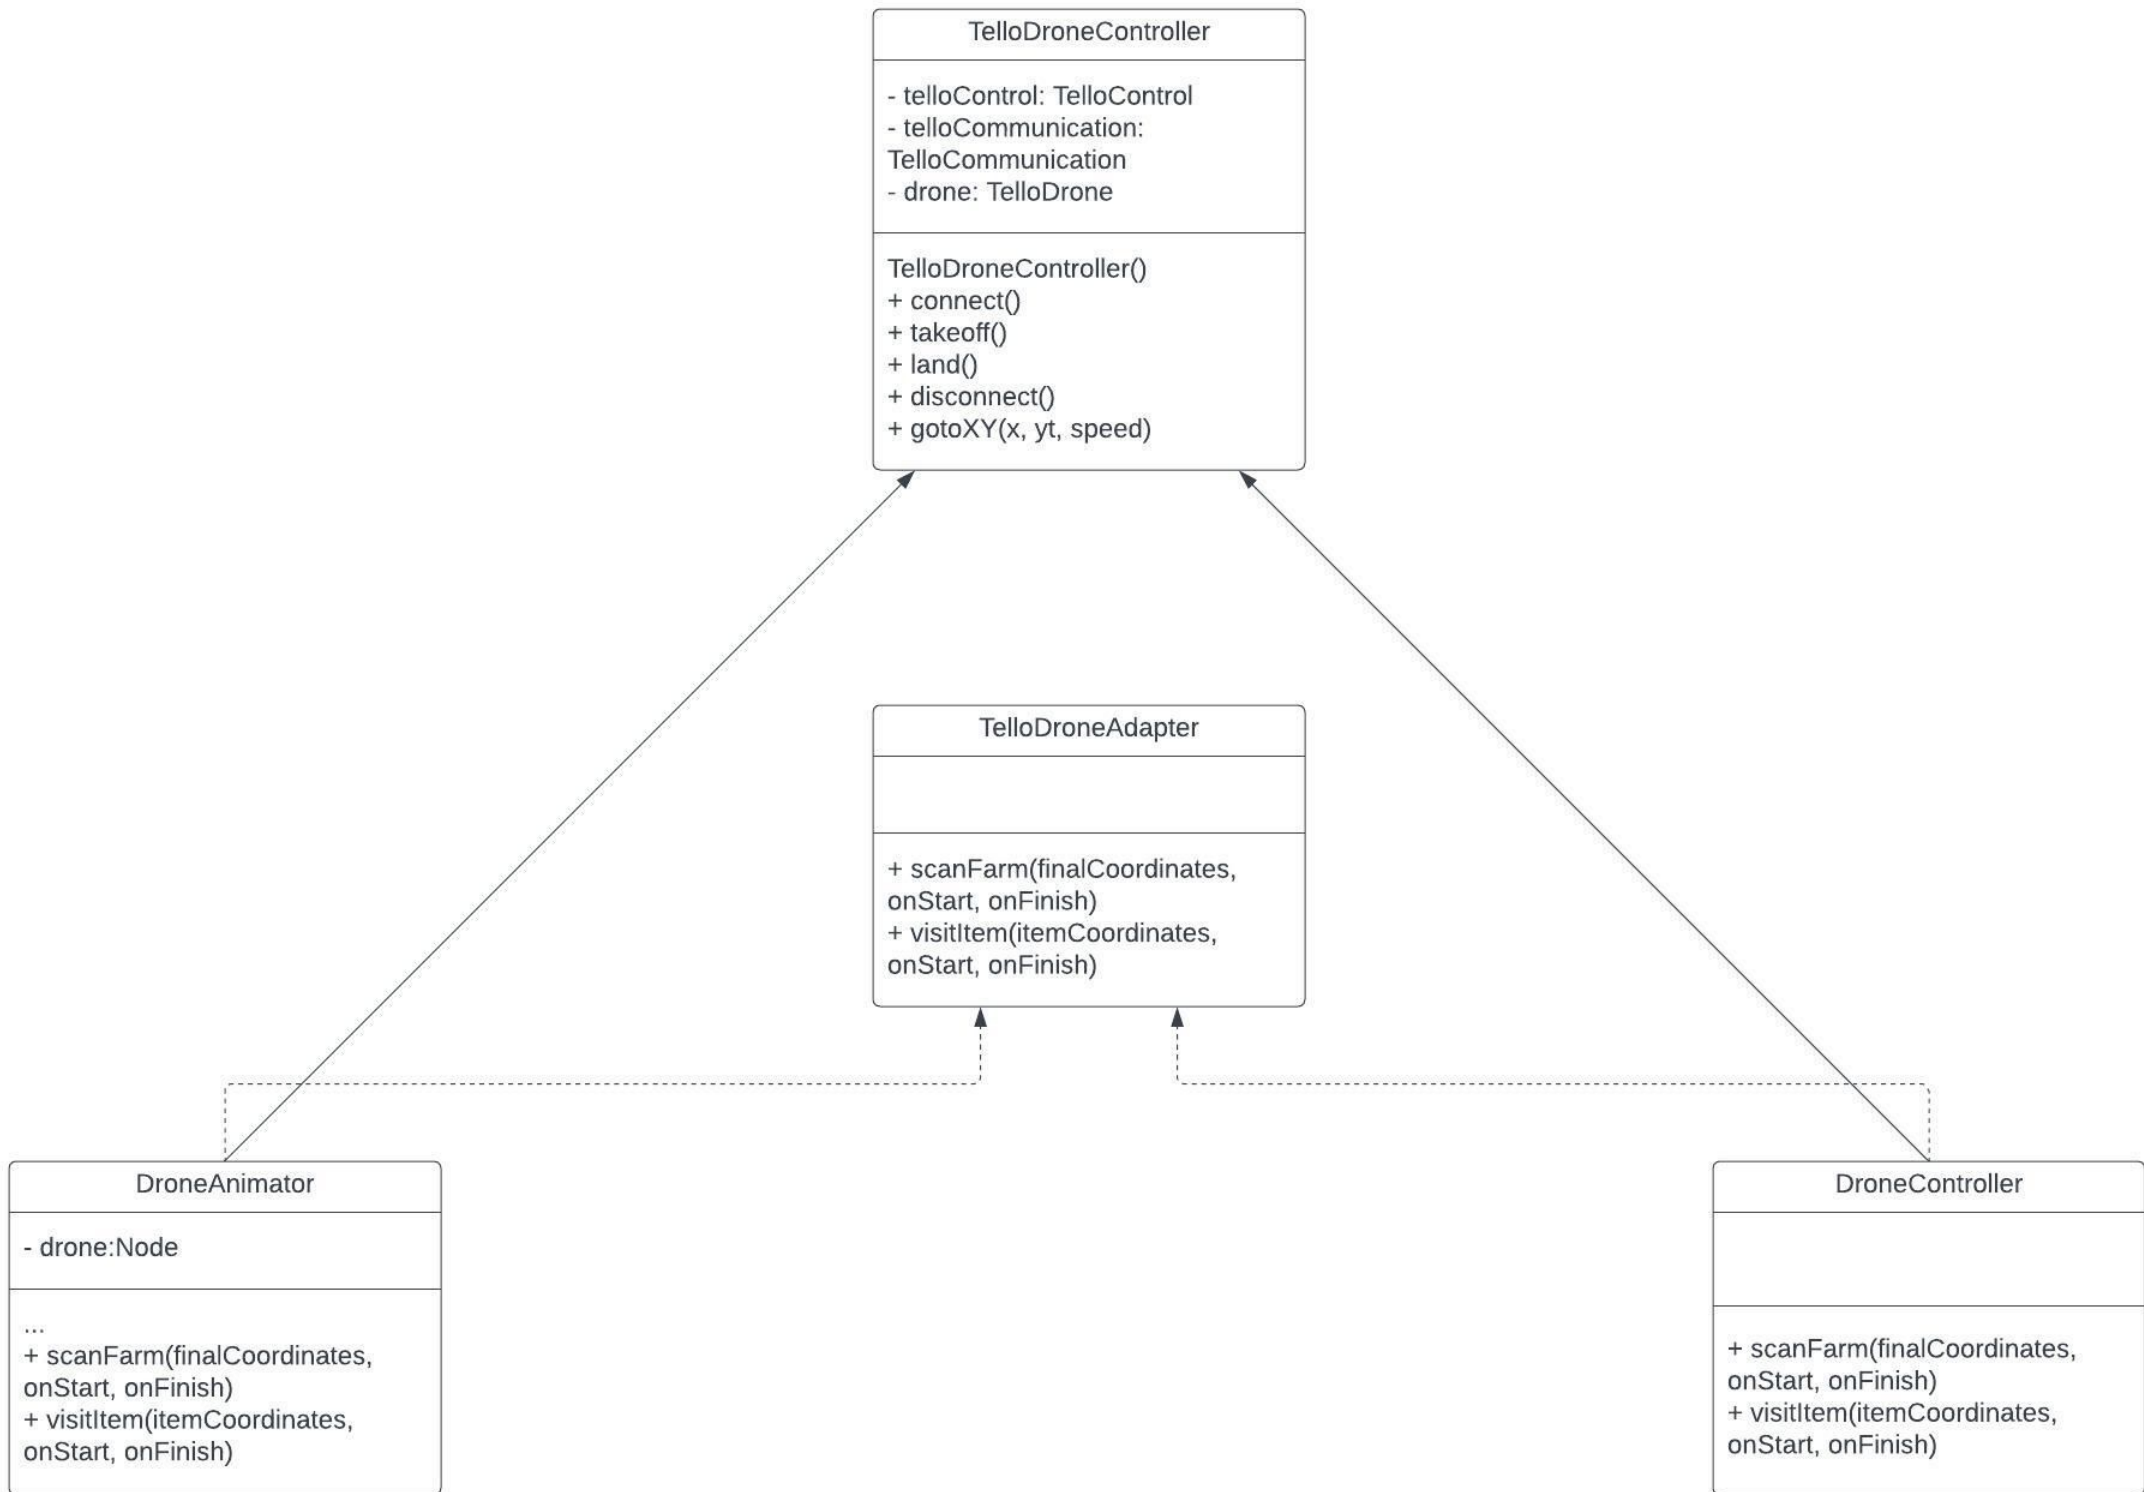 TelloDroneController
- telloControl: TelloControl
- telloCommunication:
TelloCommunication
- drone: TelloDrone
TelloDroneController()
+ connect()
+ takeoff()
+ land()
+ disconnect()
+ gotoXY(x, yt, speed)
TelloDroneAdapter
+ scanFarm(finalCoordinates,
onStart, onFinish)
+ visitItem(itemCoordinates,
onStart, onFinish)
DroneAnimator
- drone:Node
...
+ scanFarm(finalCoordinates,
onStart, onFinish)
+ visitItem(itemCoordinates,
onStart, onFinish)
DroneController
+ scanFarm(finalCoordinates,
onStart, onFinish)
+ visitItem(itemCoordinates,
onStart, onFinish)